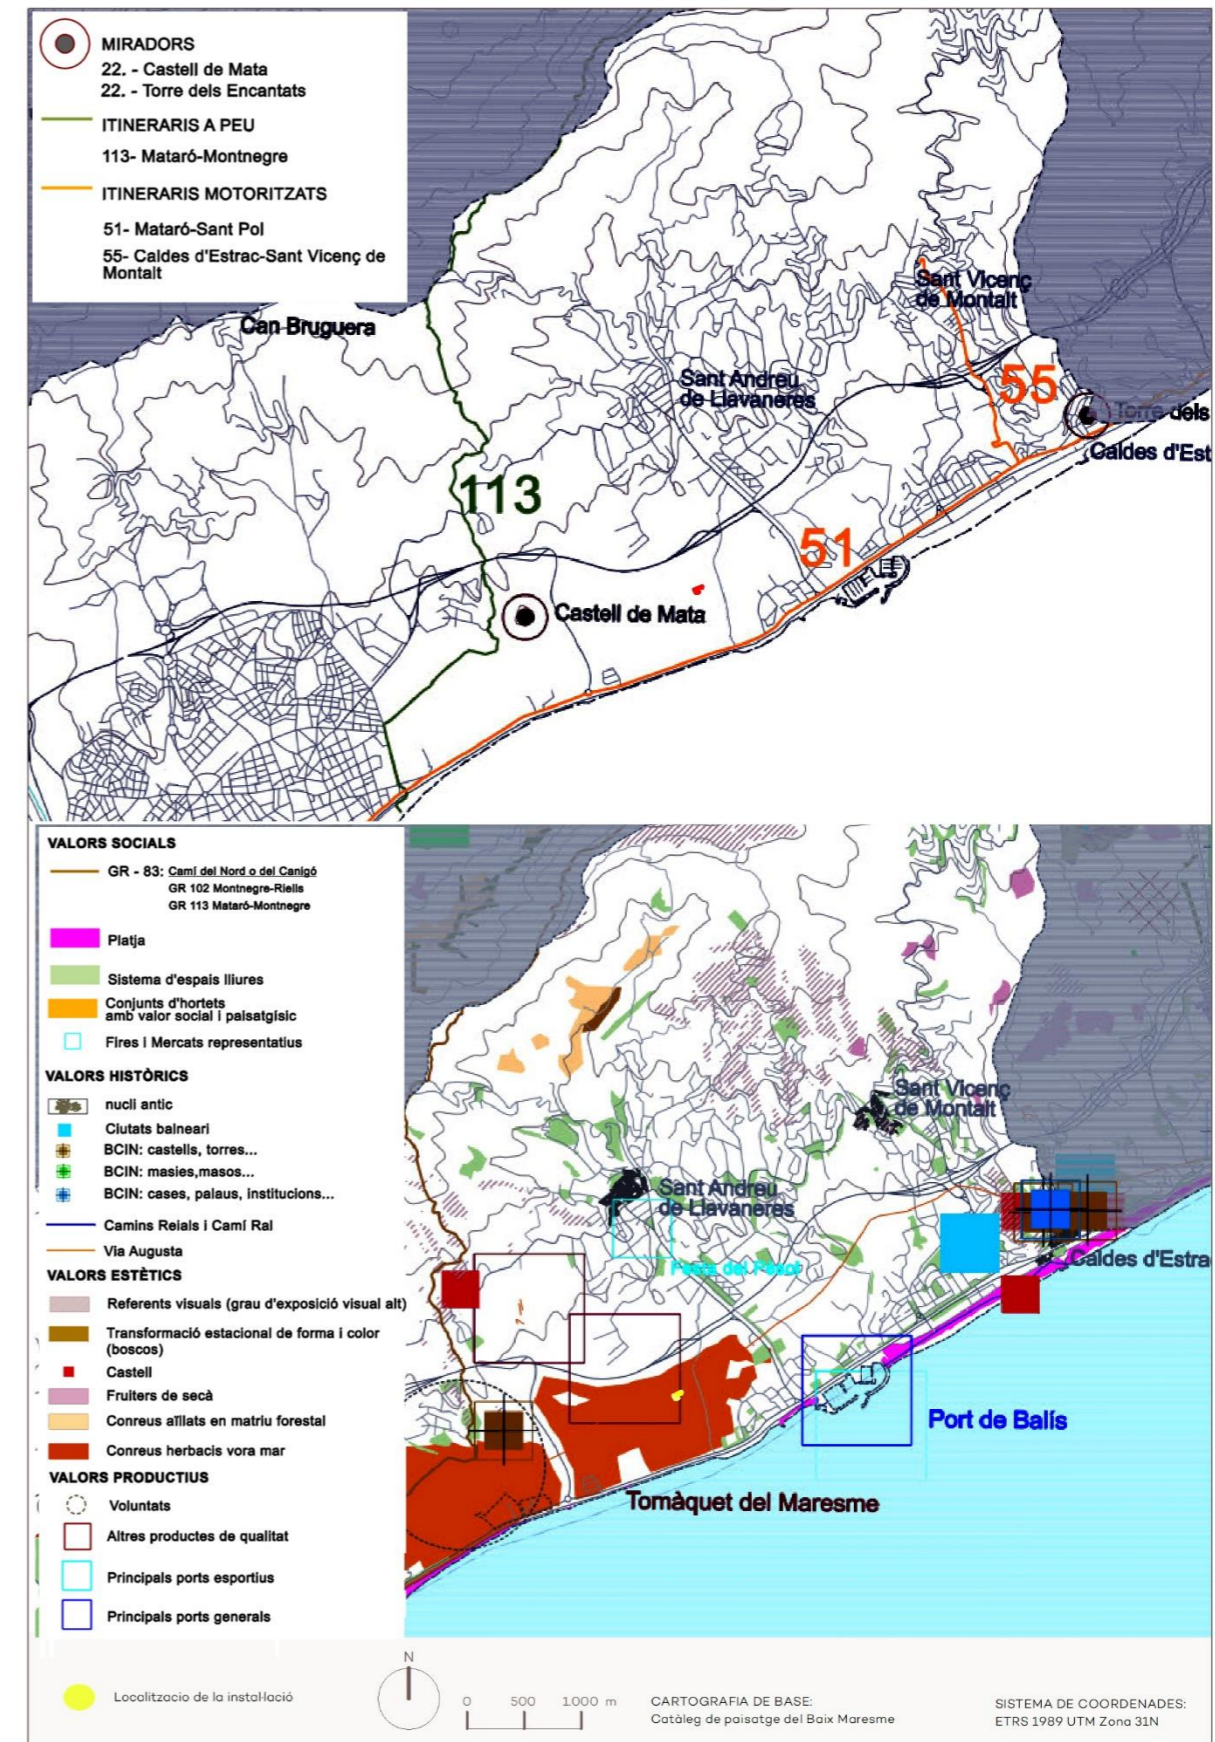 MIRADORS
22. - Castell de Mata
22. - Torre dels Encantats
ITINERARIS A PEU
113- Mataró-Montnegre
ITINERARIS MOTORITZATS
51- Mataró-Sant Pol
55- Caldes d'Estrac-Sant Vicenç de
Montalt
Can Bruguera
Sant Vicenç
de Montalt
Sant Andreu
de Llavaneres
55
Torre dels
Caldes d'Est
113
51
Castell de Mata
VALORS SOCIALS
GR - 83: Camí del Nord o del Canigó
GR 102 Montnegre-Riells
GR 113 Mataró-Montnegre
Platja
Sistema d'espais lliures
Conjunts d'hortets
amb valor social i paisatgísic
Fires i Mercats representatius
VALORS HISTÒRICS
nucli antic
Ciutats balneari
BCIN: castells, torres...
BCIN: masies,masos...
BCIN: cases, palaus, institucions...
Camins Reials i Camí Ral
Via Augusta
VALORS ESTÈTICS
Referents visuals (grau d'exposició visual alt)
Transformació estacional de forma i color
(boscos)
Castell
Fruiters de secà
Conreus aïllats en matriu forestal
Conreus herbacis vora mar
VALORS PRODUCTIUS
Voluntats
Altres productes de qualitat
Principals ports esportius
Principals ports generals
Sant Vicenç
de Montalt
Sant Andreu
de Llavaneres
Festa del Pèsol
Caldes d'Estra
Port de Balís
Tomàquet del Maresme
Localitzacio de la instal·lació
N
0 500 1.000 m
CARTOGRAFIA DE BASE:
Catàleg de paisatge del Baix Maresme
SISTEMA DE COORDENADES:
ETRS 1989 UTM Zona 31N